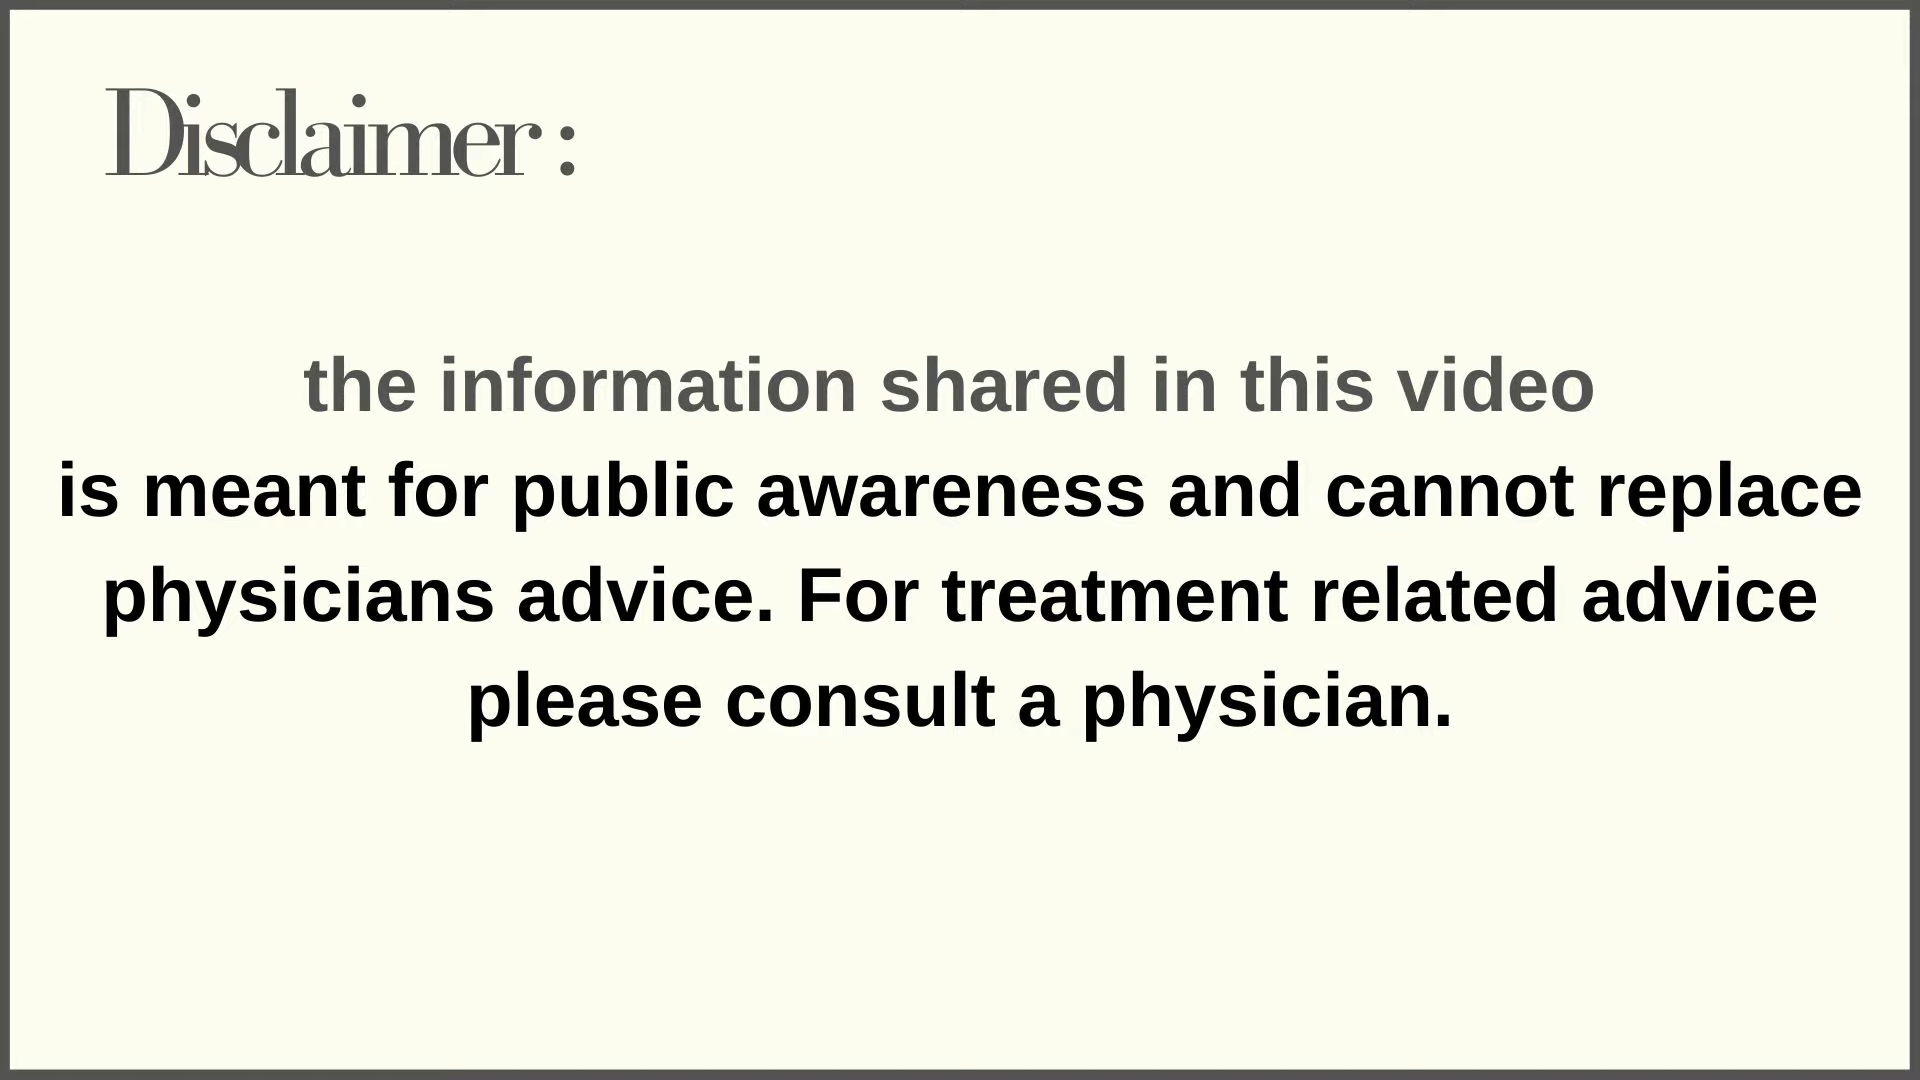 Disclaimer :
the information shared in this video
is meant for public awareness and cannot replace
physicians advice. For treatment related advice
please consult a physician.